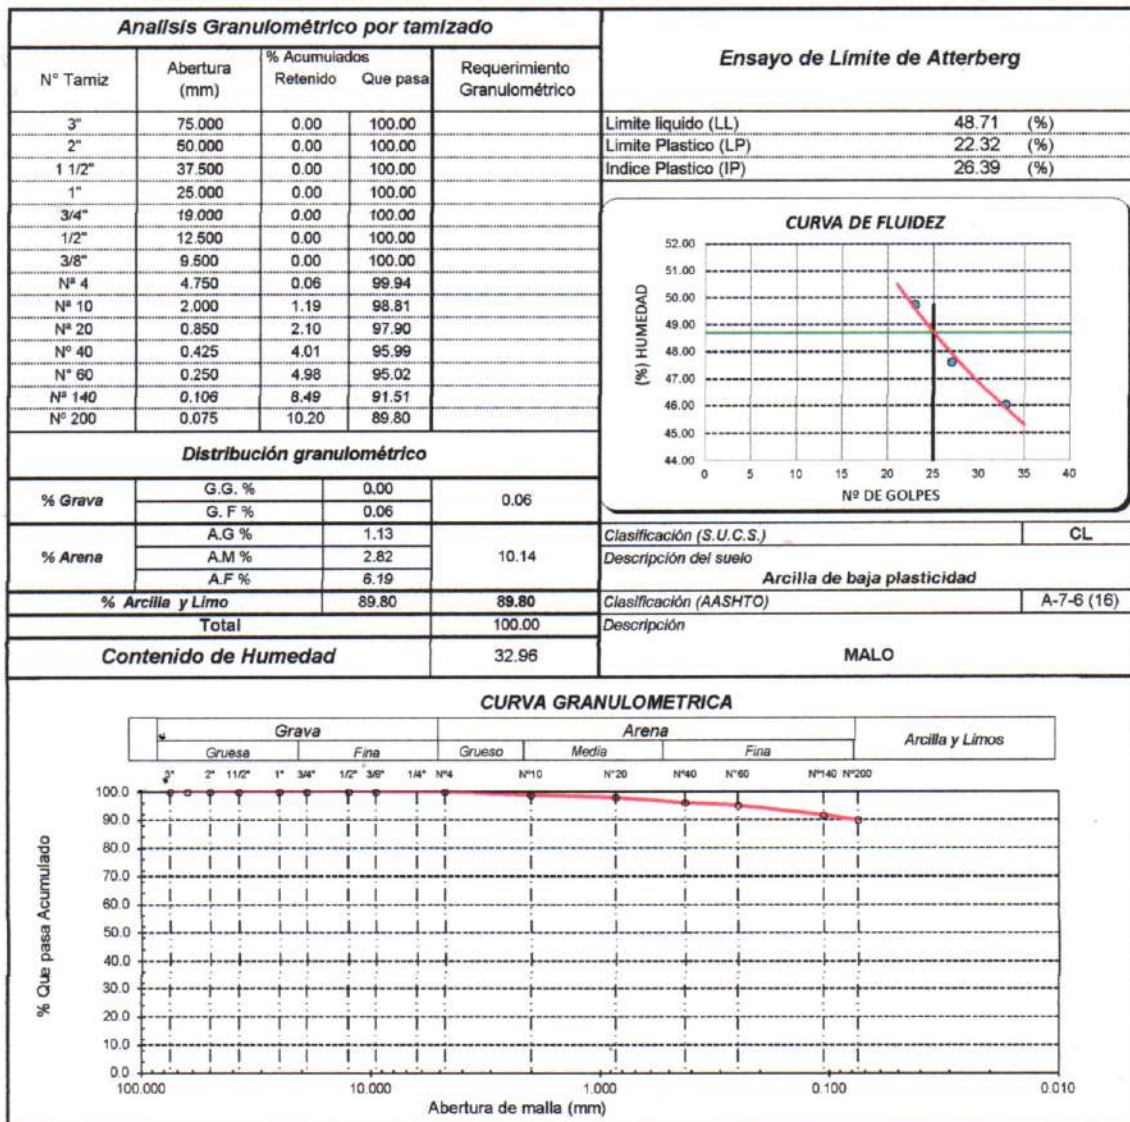 Analisis Granulométrico por tamizado
N° Tamiz
Abertura (mm)
% Acumulados
Retenido Que pasa
Requerimiento Granulométrico
3" 75.000 0.00 100.00
2" 50.000 0.00 100.00
1 1/2" 37.500 0.00 100.00
1" 25.000 0.00 100.00
3/4" 19.000 0.00 100.00
1/2" 12.500 0.00 100.00
3/8" 9.500 0.00 100.00
Nª 4 4.750 0.06 99.94
Nª 10 2.000 1.19 98.81
Nª 20 0.850 2.10 97.90
Nº 40 0.425 4.01 95.99
N° 60 0.250 4.98 95.02
Nª 140 0.106 8.49 91.51
Nº 200 0.075 10.20 89.80
Distribución granulométrico
% Grava
G.G. % 0.00
G. F % 0.06
0.06
% Arena
A.G % 1.13
A.M % 2.82
A.F % 6.19
10.14
% Arcilla y Limo 89.80 89.80
Total 100.00
Contenido de Humedad 32.96
Ensayo de Límite de Atterberg
Limite liquido (LL) 48.71 (%)
Limite Plastico (LP) 22.32 (%)
Indice Plastico (IP) 26.39 (%)
CURVA DE FLUIDEZ
(%) HUMEDAD
52.00
51.00
50.00
49.00
48.00
47.00
46.00
45.00
44.00
0 5 10 15 20 25 30 35 40
Nº DE GOLPES
Clasificación (S.U.C.S.) CL
Descripción del suelo
Arcilla de baja plasticidad
Clasificación (AASHTO) A-7-6 (16)
Descripción
MALO
CURVA GRANULOMETRICA
Grava Arena Arcilla y Limos
Gruesa Fina Grueso Media Fina
3" 2" 11/2" 1" 3/4" 1/2" 3/8" 1/4" Nº4 Nº10 Nº20 Nº40 Nº60 Nº140 Nº200
% Que pasa Acumulado
100.0
90.0
80.0
70.0
60.0
50.0
40.0
30.0
20.0
10.0
0.0
100.000 10.000 1.000 0.100 0.010
Abertura de malla (mm)